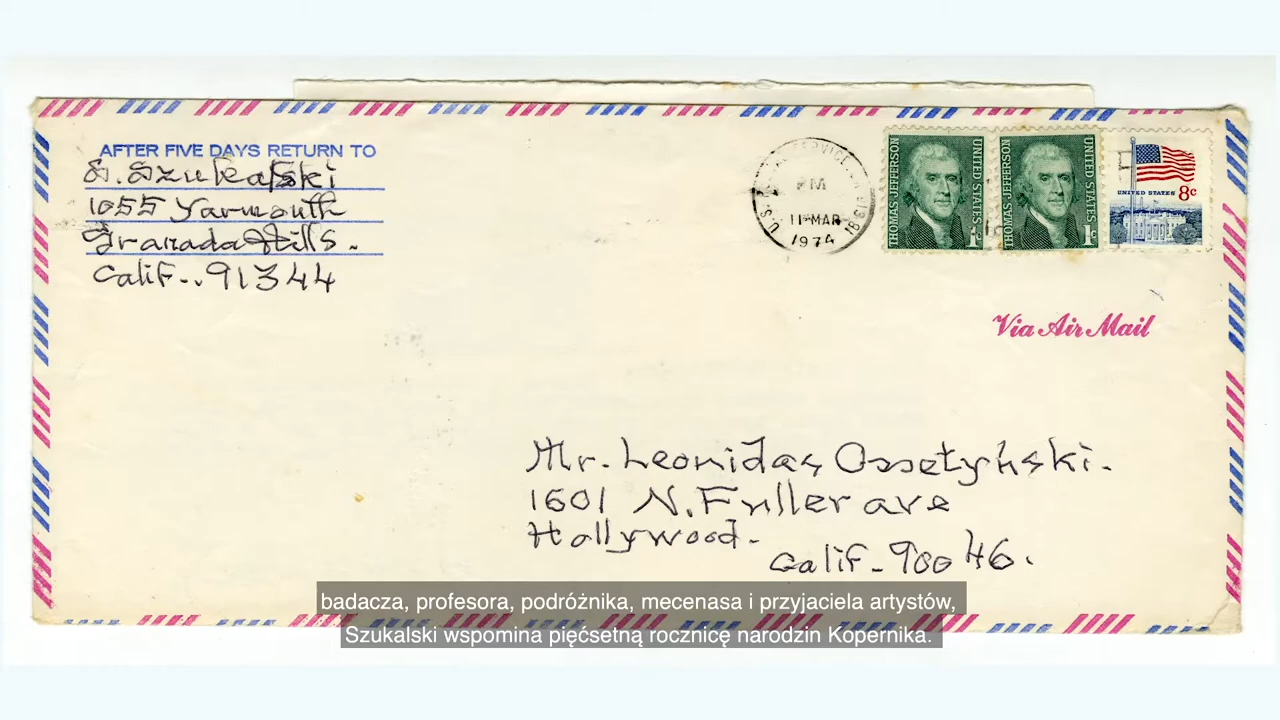 AFTER FIVE DAYS RETURN TO
S. Szukalski
1055 Yarmouth
Granada Hills.
Calif.. 91344
PM
11 MAR
1974
THOMAS JEFFERSON
UNITED STATES
1c
THOMAS JEFFERSON
UNITED STATES
1c
UNITED STATES 8c
Via Air Mail
Mr. Leonidas Ossetyński.
1601 N. Fuller ave
Hollywood.
Calif. 90046.
badacza, profesora, podróżnika, mecenasa i przyjaciela artystów,
Szukalski wspomina pięćsetną rocznicę narodzin Kopernika.